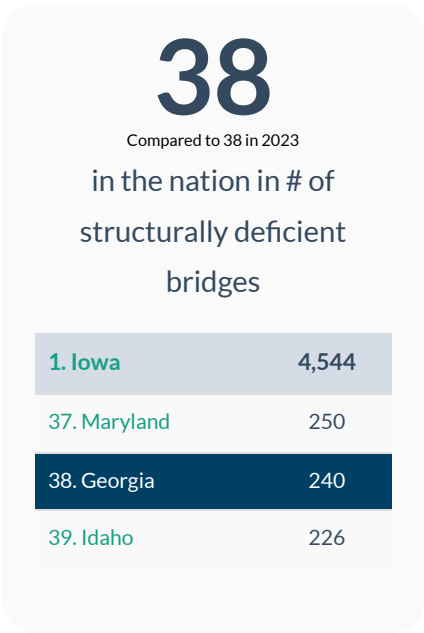 38
Compared to 38 in 2023
in the nation in # of
structurally deficient
bridges
1. Iowa 4,544
37. Maryland 250
38. Georgia 240
39. Idaho 226